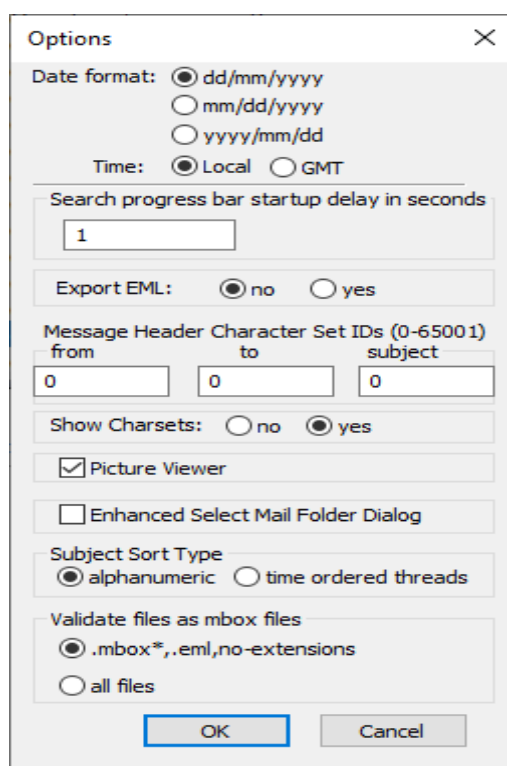 Options
Date format: dd/mm/yyyy
mm/dd/yyyy
yyyy/mm/dd
Time: Local GMT
Search progress bar startup delay in seconds
1
Export EML: no yes
Message Header Character Set IDs (0-65001)
from to subject
0 0 0
Show Charsets: no yes
Picture Viewer
Enhanced Select Mail Folder Dialog
Subject Sort Type
alphanumeric time ordered threads
Validate files as mbox files
.mbox*,.eml,no-extensions
all files
OK Cancel